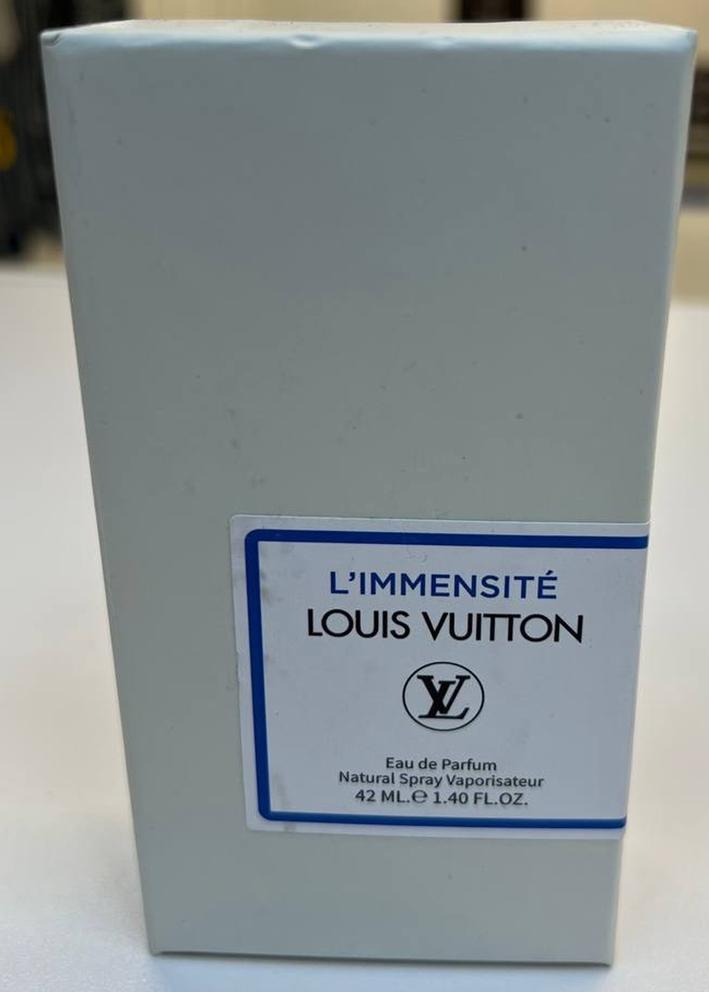 L'IMMENSITÉ
LOUIS VUITTON
LV
Eau de Parfum
Natural Spray Vaporisateur
42 ML.℮ 1.40 FL.OZ.